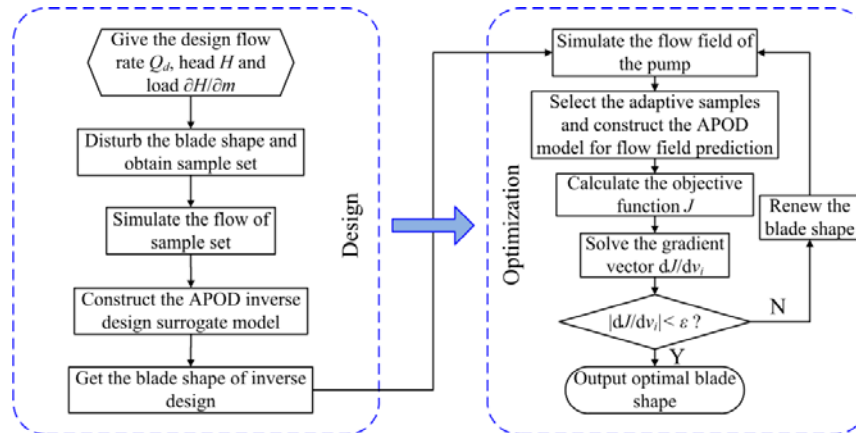 Give the design flow
rate Q_d, head H and
load ∂H/∂m
Disturb the blade shape and
obtain sample set
Simulate the flow of
sample set
Construct the APOD inverse
design surrogate model
Get the blade shape of inverse
design
Design
Optimization
Simulate the flow field of
the pump
Select the adaptive samples
and construct the APOD
model for flow field prediction
Calculate the objective
function J
Solve the gradient
vector dJ/dv_i
|dJ/dv_i| < ε ?
N
Renew the
blade shape
Y
Output optimal blade
shape